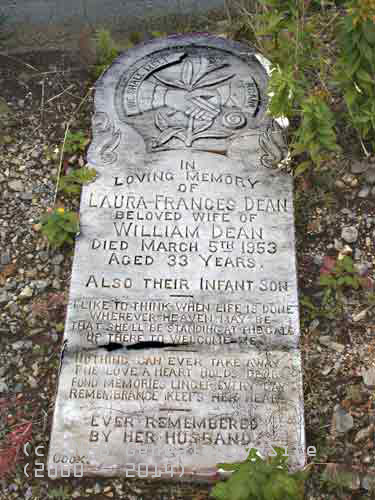 IN
LOVING MEMORY
OF
LAURA FRANCES DEAN
BELOVED WIFE OF
WILLIAM DEAN
DIED MARCH 5TH 1953
AGED 33 YEARS.
ALSO THEIR INFANT SON
I LIKE TO THINK WHEN LIFE IS DONE
WHEREVER HEAVEN MAY BE
THAT SHE'LL BE STANDING AT THE GATE
UP THERE TO WELCOME ME
NOTHING CAN EVER TAKE AWAY
THE LOVE A HEART HOLDS DEAR
FOND MEMORIES LINGER EVERY DAY
REMEMBRANCE KEEPS HER NEAR
EVER REMEMBERED
BY HER HUSBAND
COOK.
(2000 - 2014)